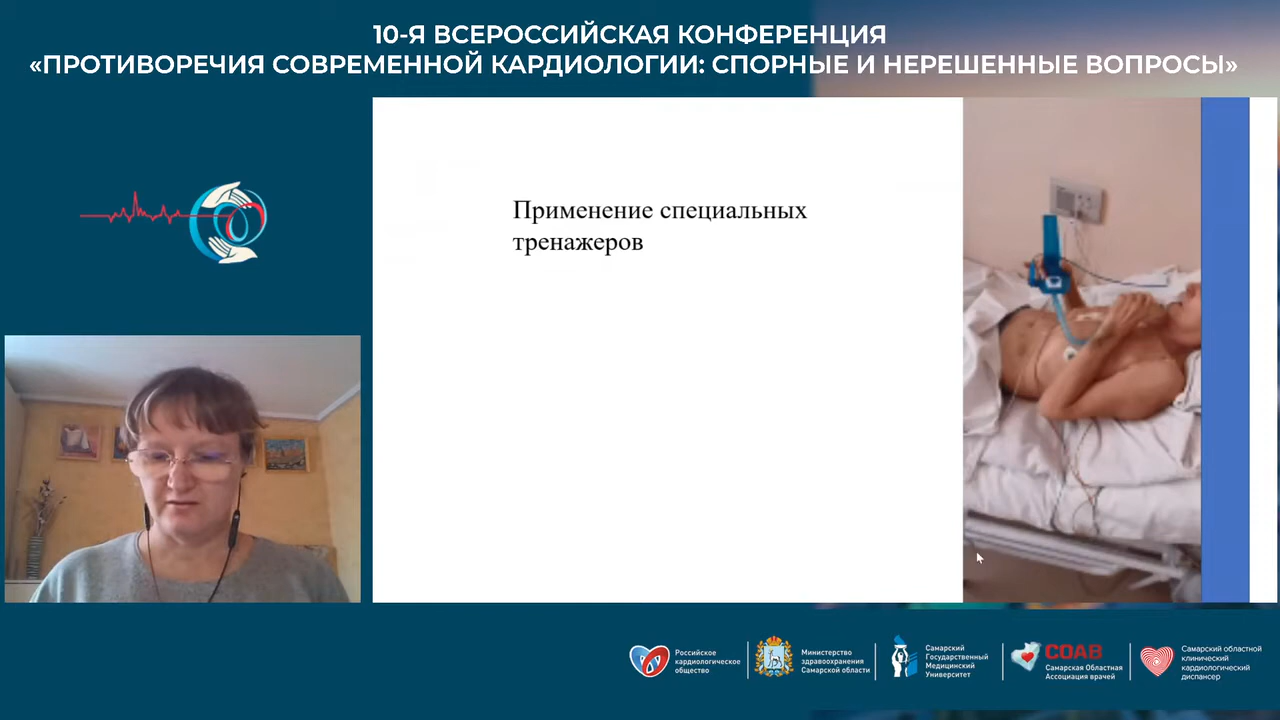 10-Я ВСЕРОССИЙСКАЯ КОНФЕРЕНЦИЯ
«ПРОТИВОРЕЧИЯ СОВРЕМЕННОЙ КАРДИОЛОГИИ: СПОРНЫЕ И НЕРЕШЕННЫЕ ВОПРОСЫ»
Применение специальных
тренажеров
Российское
кардиологическое
общество
Министерство
здравоохранения
Самарской области
Самарский
Государственный
Медицинский
Университет
СОАВ
Самарская Областная
Ассоциация врачей
Самарский областной
клинический
кардиологический
диспансер